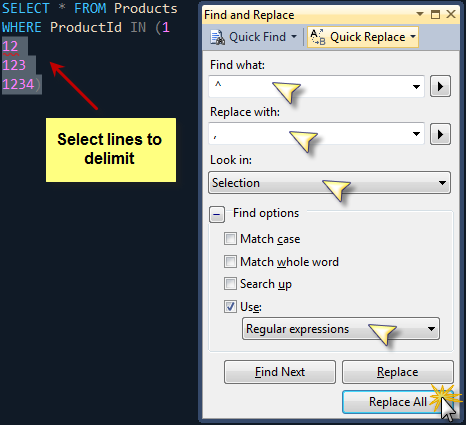 SELECT * FROM Products
WHERE ProductId IN (1
12
123
1234)
Select lines to
delimit
Find and Replace
Quick Find
Quick Replace
Find what:
^
Replace with:
,
Look in:
Selection
Find options
Match case
Match whole word
Search up
Use:
Regular expressions
Find Next
Replace
Replace All